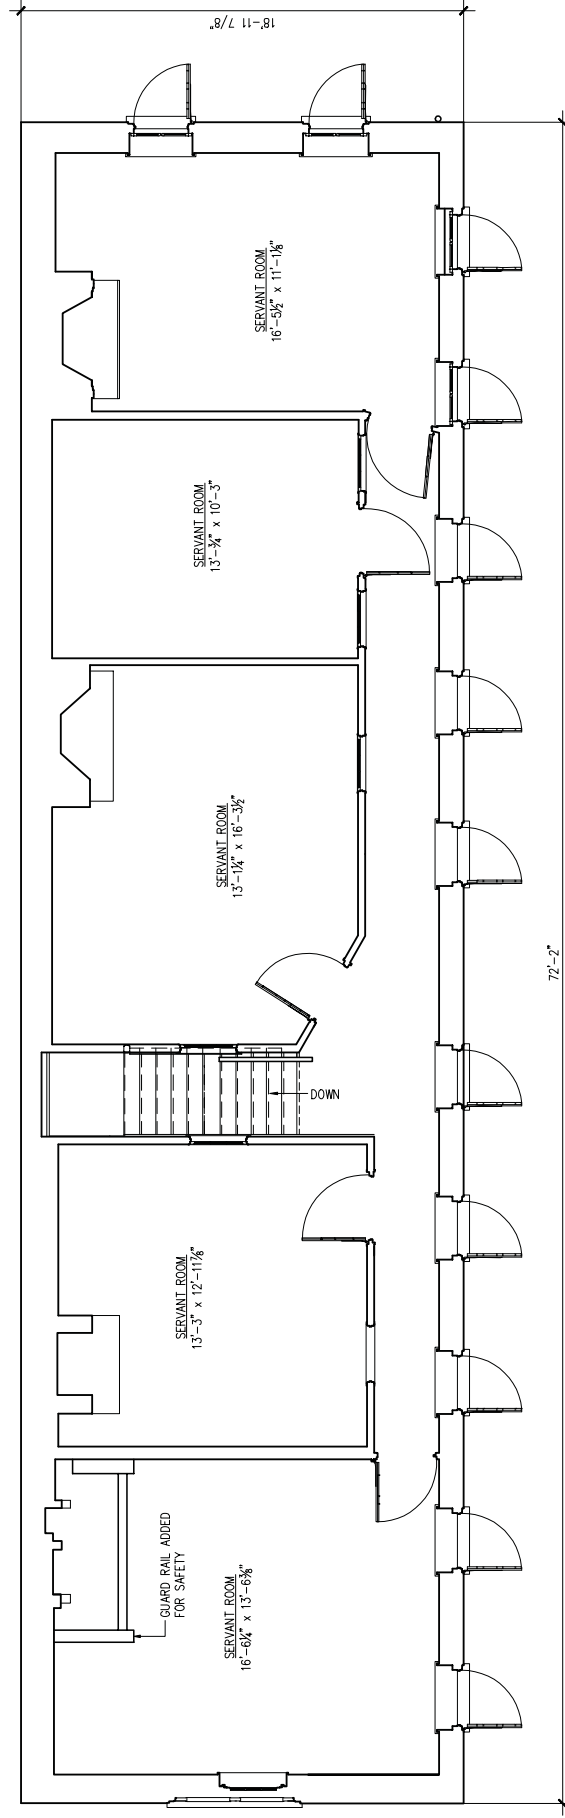 18'-11 7/8"
SERVANT ROOM
16'-5½" x 11'-1⅛"
SERVANT ROOM
13'-¾" x 10'-3"
SERVANT ROOM
13'-1¼" x 16'-3½"
72'-2"
DOWN
SERVANT ROOM
13'-3" x 12'-11⅞"
GUARD RAIL ADDED
FOR SAFETY
SERVANT ROOM
16'-6¼" x 13'-6⅜"